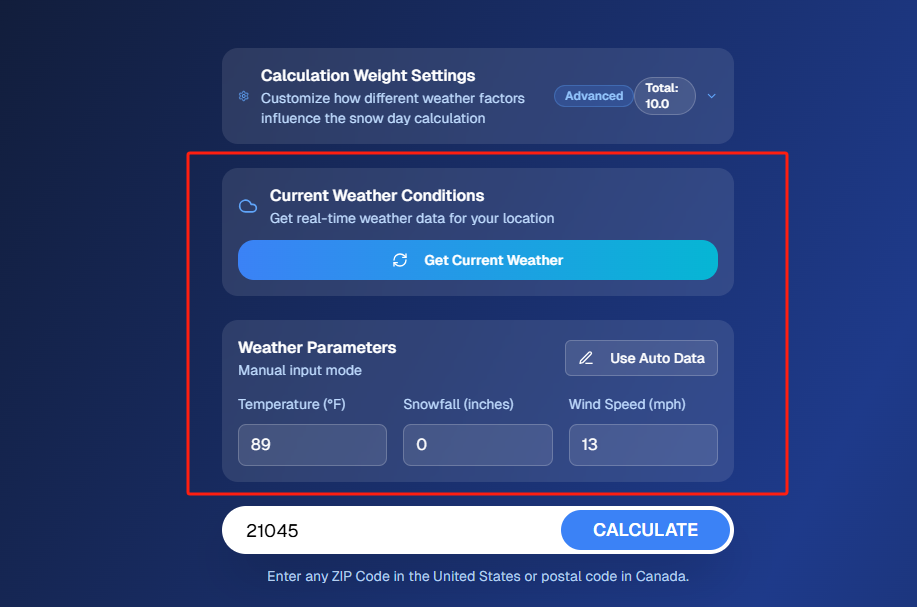 Calculation Weight Settings
Customize how different weather factors
influence the snow day calculation
Advanced
Total:
10.0
Current Weather Conditions
Get real-time weather data for your location
Get Current Weather
Weather Parameters
Manual input mode
Use Auto Data
Temperature (°F)
Snowfall (inches)
Wind Speed (mph)
89
0
13
21045
CALCULATE
Enter any ZIP Code in the United States or postal code in Canada.